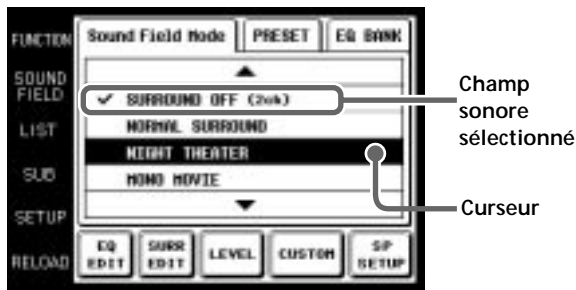 FUNCTION
SOUND FIELD
LIST
SUB
SETUP
RELOAD
Sound Field Mode
PRESET
EQ BANK
✔ SURROUND OFF (2ch)
NORMAL SURROUND
NIGHT THEATER
MONO MOVIE
EQ EDIT
SURR EDIT
LEVEL
CUSTOM
SP SETUP
Champ
sonore
sélectionné
Curseur